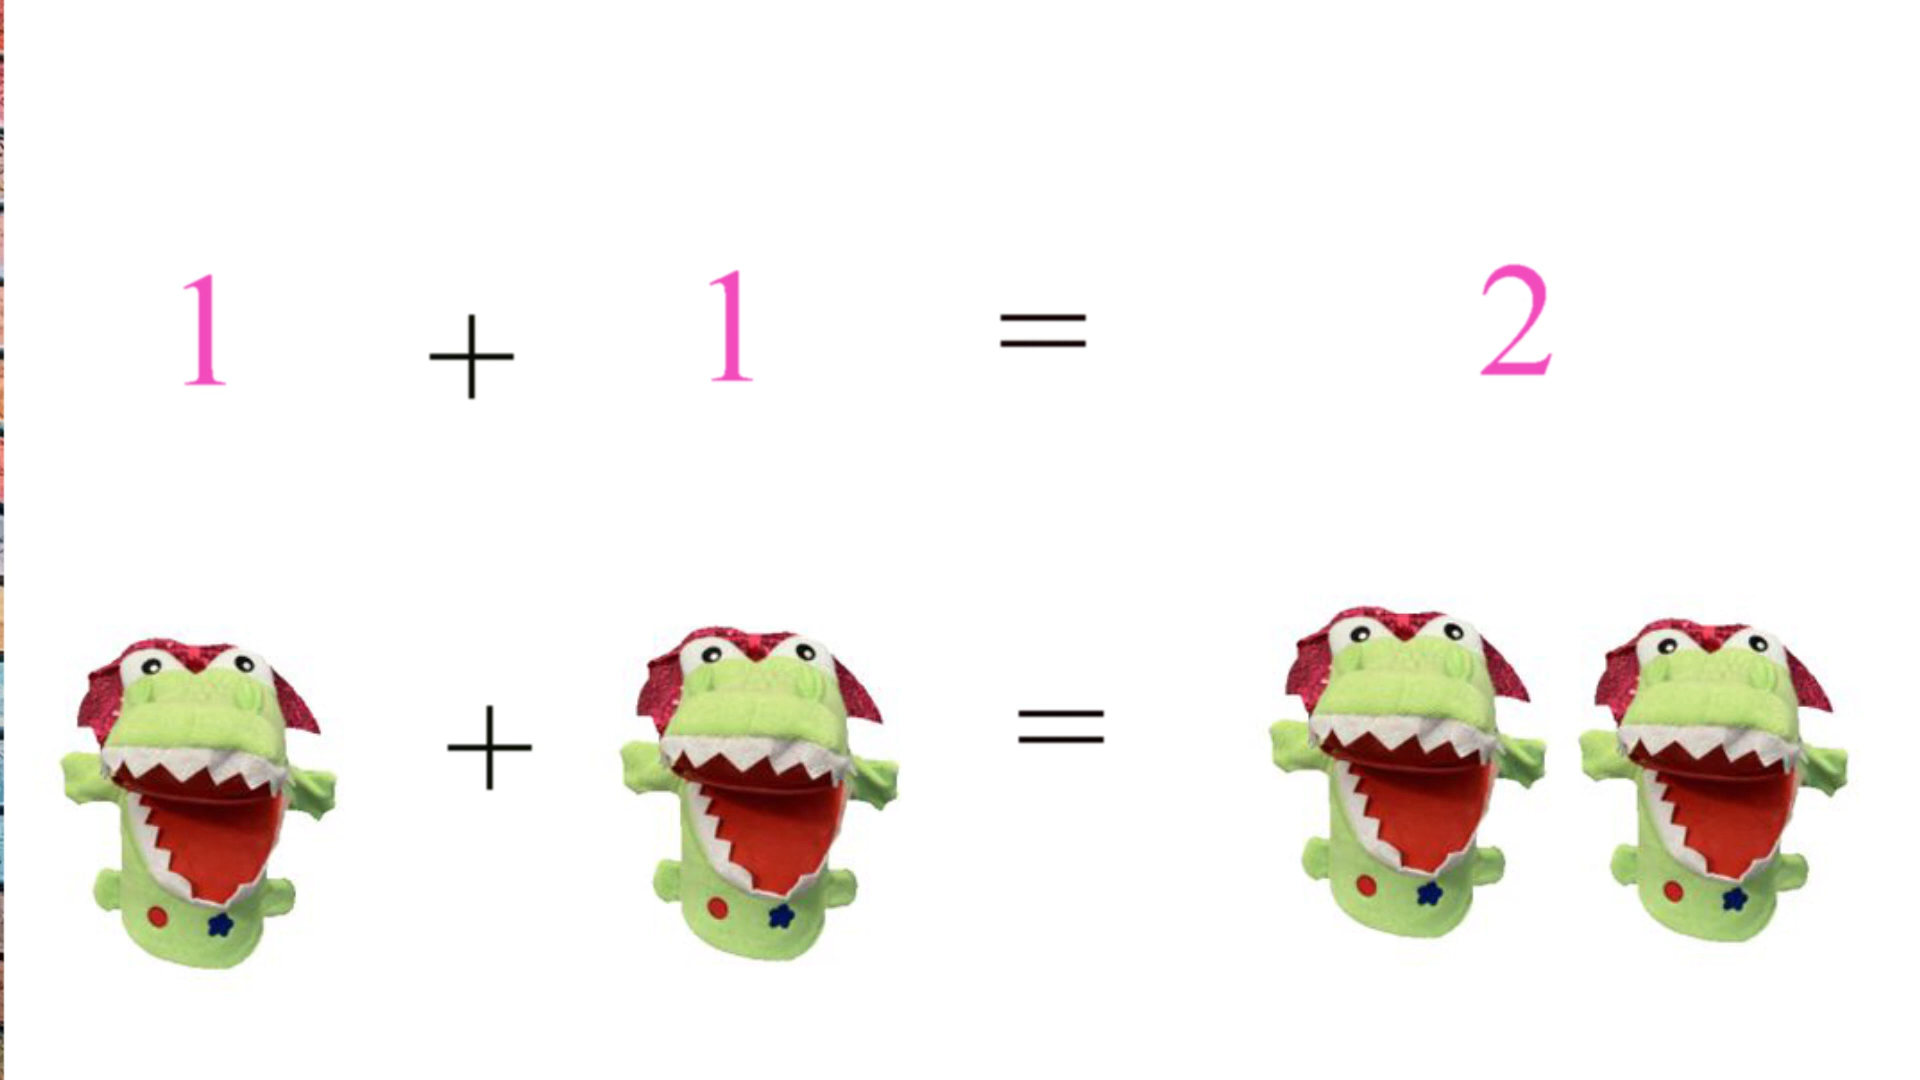 1 + 1 = 2
+ =